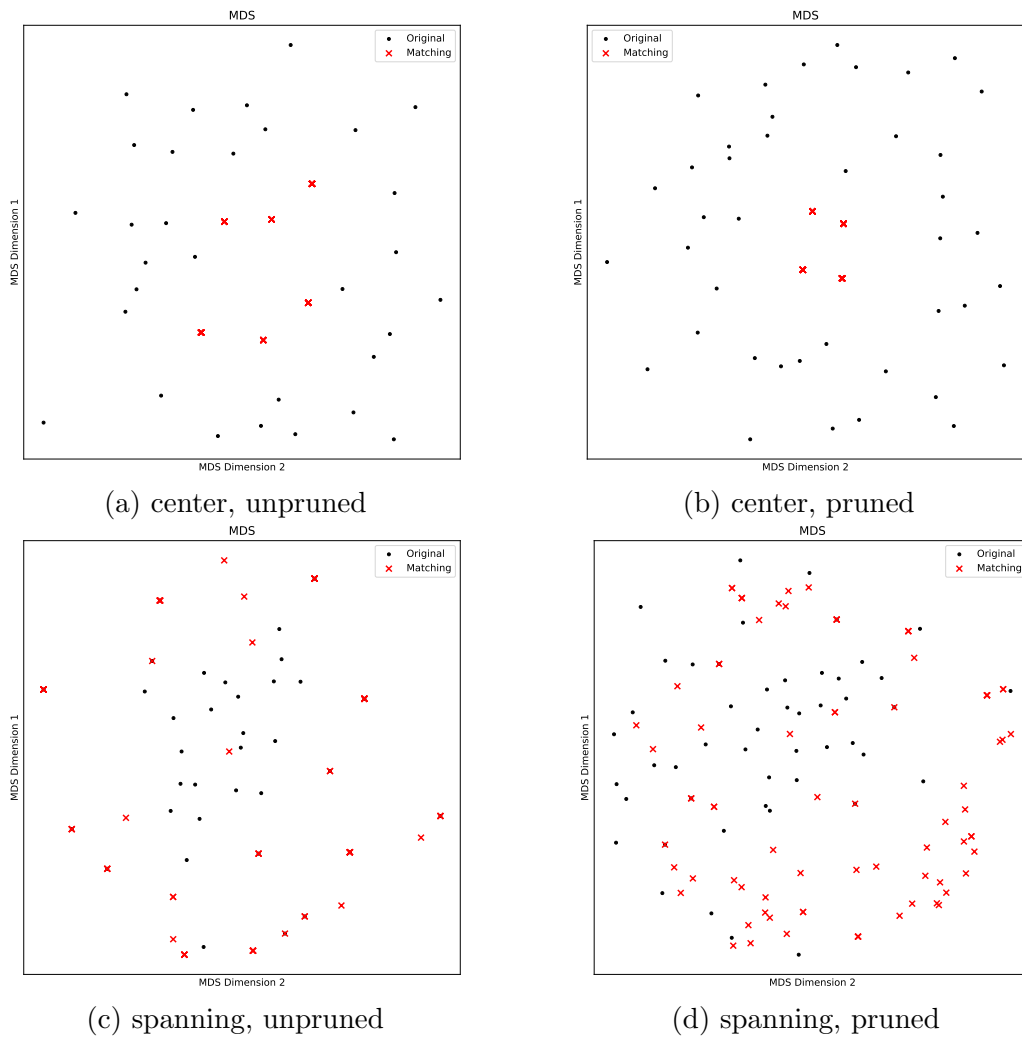 MDS
Original
Matching
MDS Dimension 1
MDS Dimension 2
(a) center, unpruned
MDS
Original
Matching
MDS Dimension 1
MDS Dimension 2
(b) center, pruned
MDS
Original
Matching
MDS Dimension 1
MDS Dimension 2
(c) spanning, unpruned
MDS
Original
Matching
MDS Dimension 1
MDS Dimension 2
(d) spanning, pruned